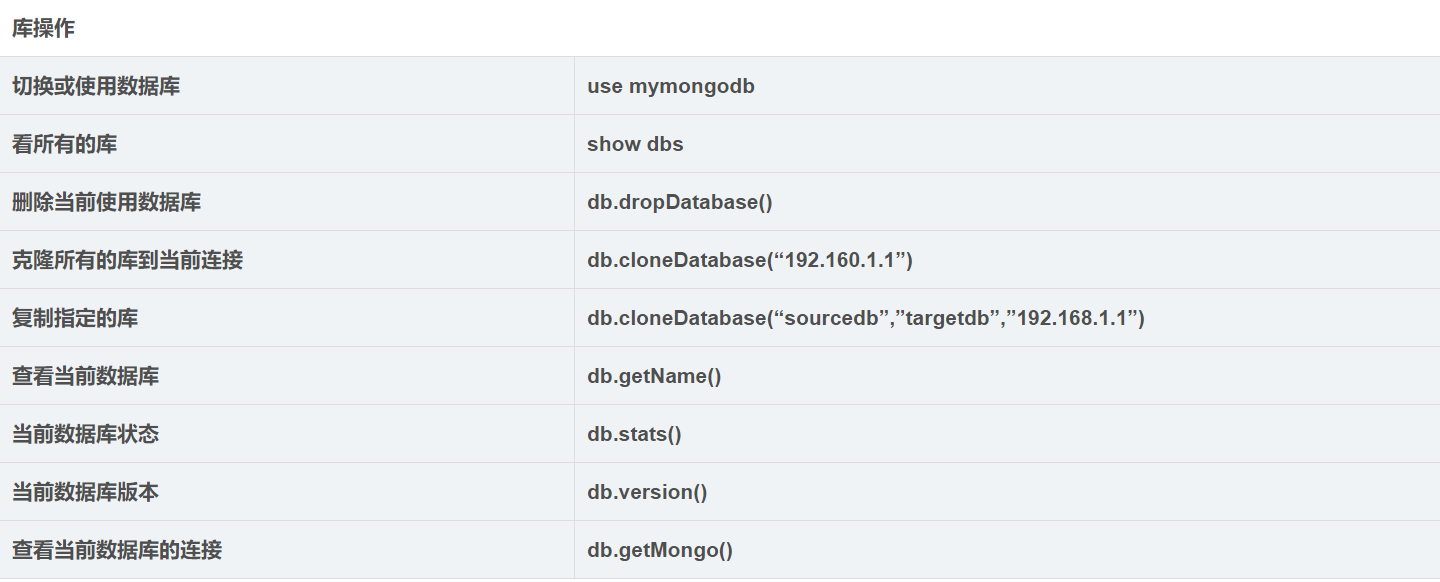 库操作
切换或使用数据库 use mymongodb
看所有的库 show dbs
删除当前使用数据库 db.dropDatabase()
克隆所有的库到当前连接 db.cloneDatabase(“192.160.1.1”)
复制指定的库 db.cloneDatabase(“sourcedb”,”targetdb”,”192.168.1.1”)
查看当前数据库 db.getName()
当前数据库状态 db.stats()
当前数据库版本 db.version()
查看当前数据库的连接 db.getMongo()